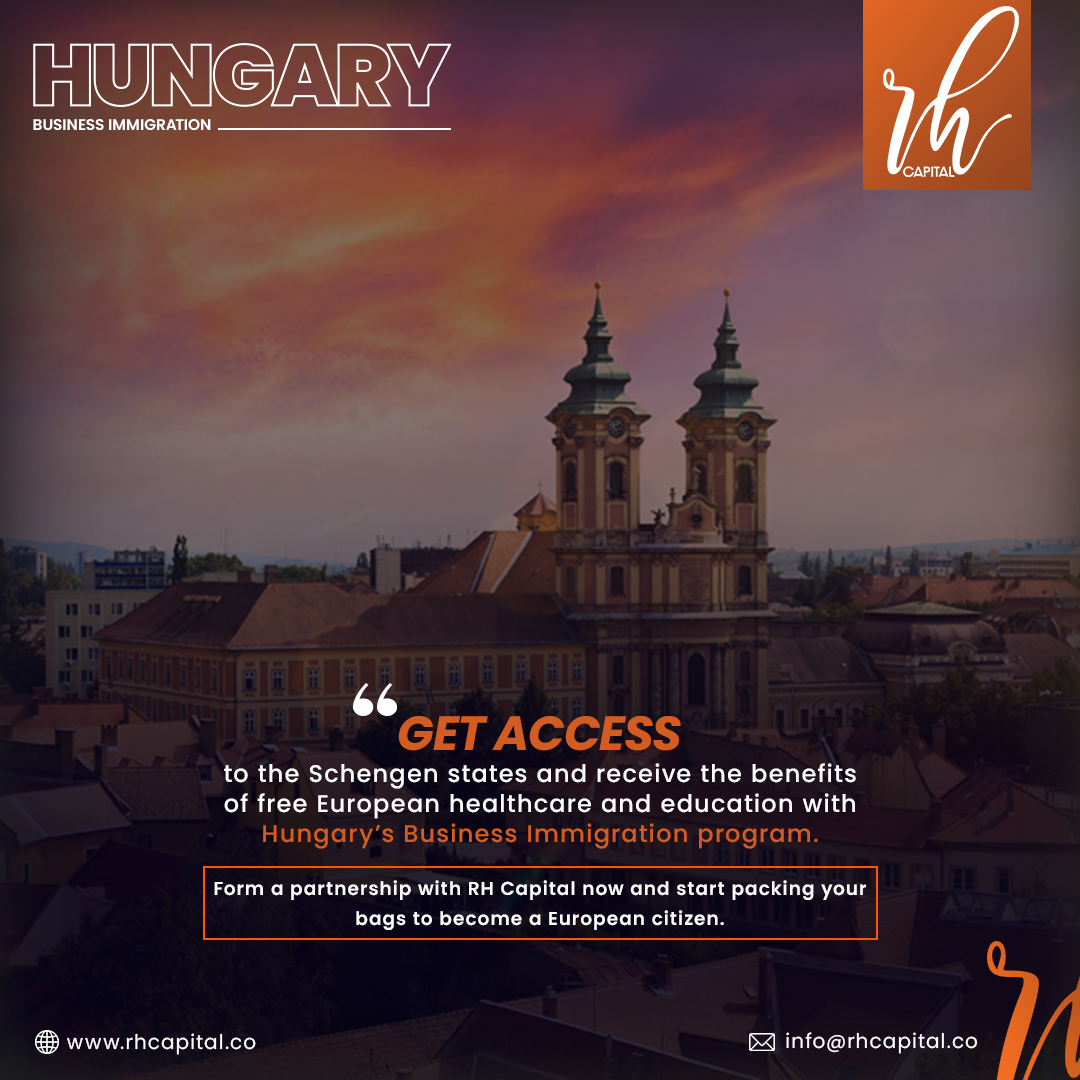 HUNGARY
BUSINESS IMMIGRATION
rh
CAPITAL
“GET ACCESS
to the Schengen states and receive the benefits
of free European healthcare and education with
Hungary’s Business Immigration program.
Form a partnership with RH Capital now and start packing your
bags to become a European citizen.
www.rhcapital.co
info@rhcapital.co